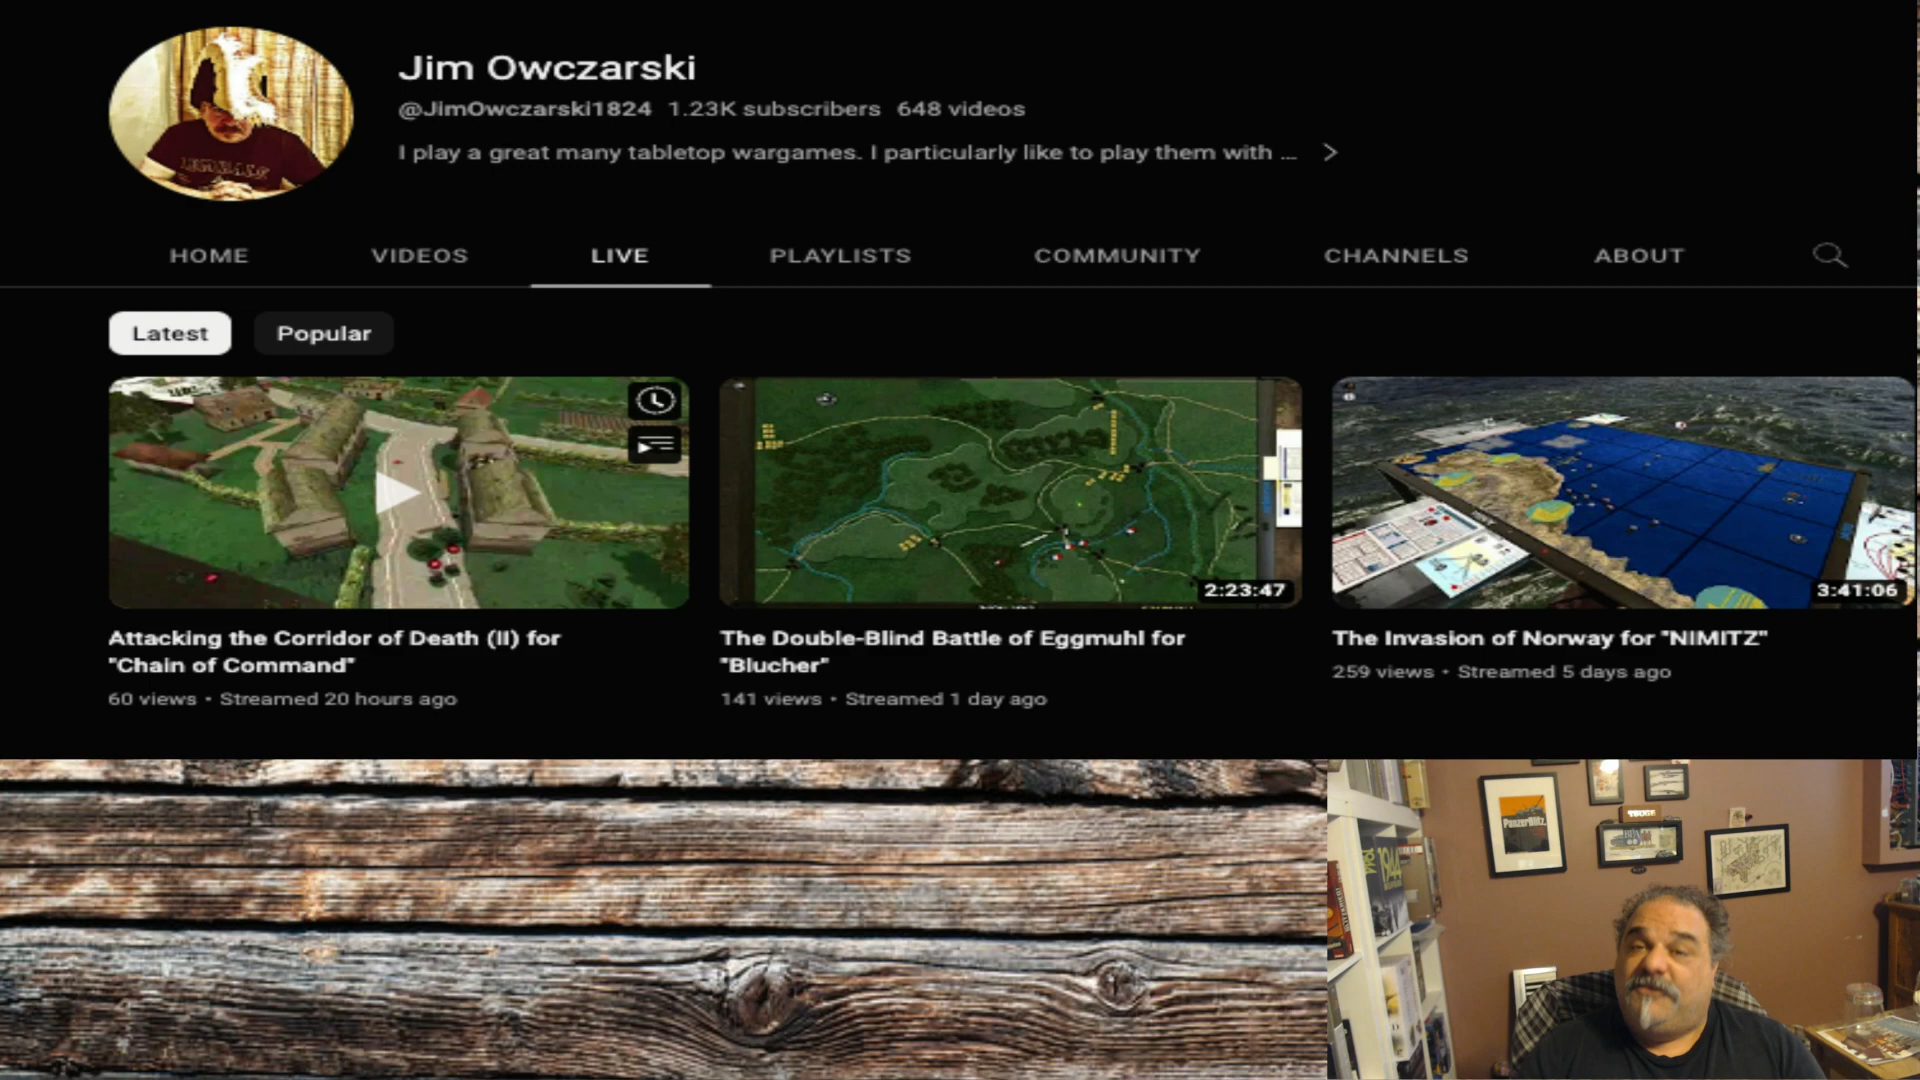 Jim Owczarski
@JimOwczarski1824 1.23K subscribers 648 videos
I play a great many tabletop wargames. I particularly like to play them with ...
HOME VIDEOS LIVE PLAYLISTS COMMUNITY CHANNELS ABOUT
Latest Popular
2:23:47
3:41:06
Attacking the Corridor of Death (II) for
"Chain of Command"
60 views • Streamed 20 hours ago
The Double-Blind Battle of Eggmuhl for
"Blucher"
141 views • Streamed 1 day ago
The Invasion of Norway for "NIMITZ"
259 views • Streamed 5 days ago
PanzerBlitz
1944